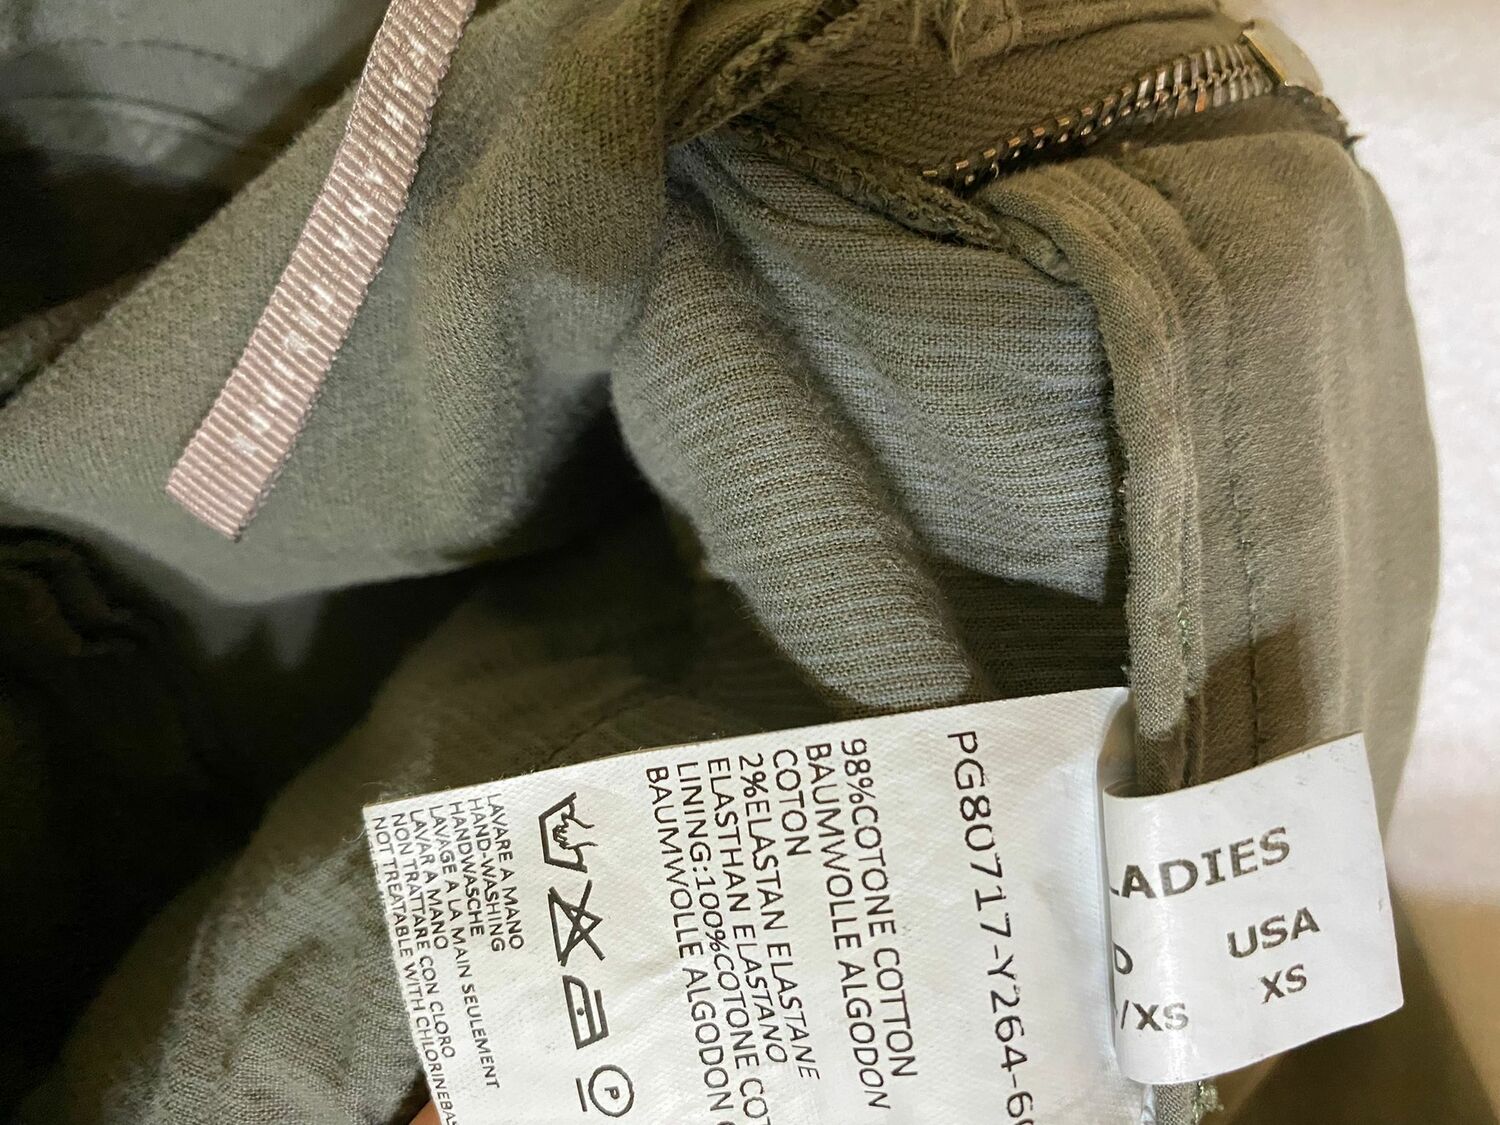 PG80717-Y264-6
98%COTONE COTTON
BAUMWOLLE ALGODON
COTON
2%ELASTAN ELASTANE
ELASTHAN ELASTANO
LINING:100%COTONE COT
BAUMWOLLE ALGODON
P
LAVARE A MANO
HAND-WASHING
HANDWASCHE
LAVAGE A LA MAIN SEULEMENT
LAVAR A MANO
NON TRATTARE CON CLORO
NOT TREATABLE WITH CHLORINEBA
LADIES
USA
XS
/XS